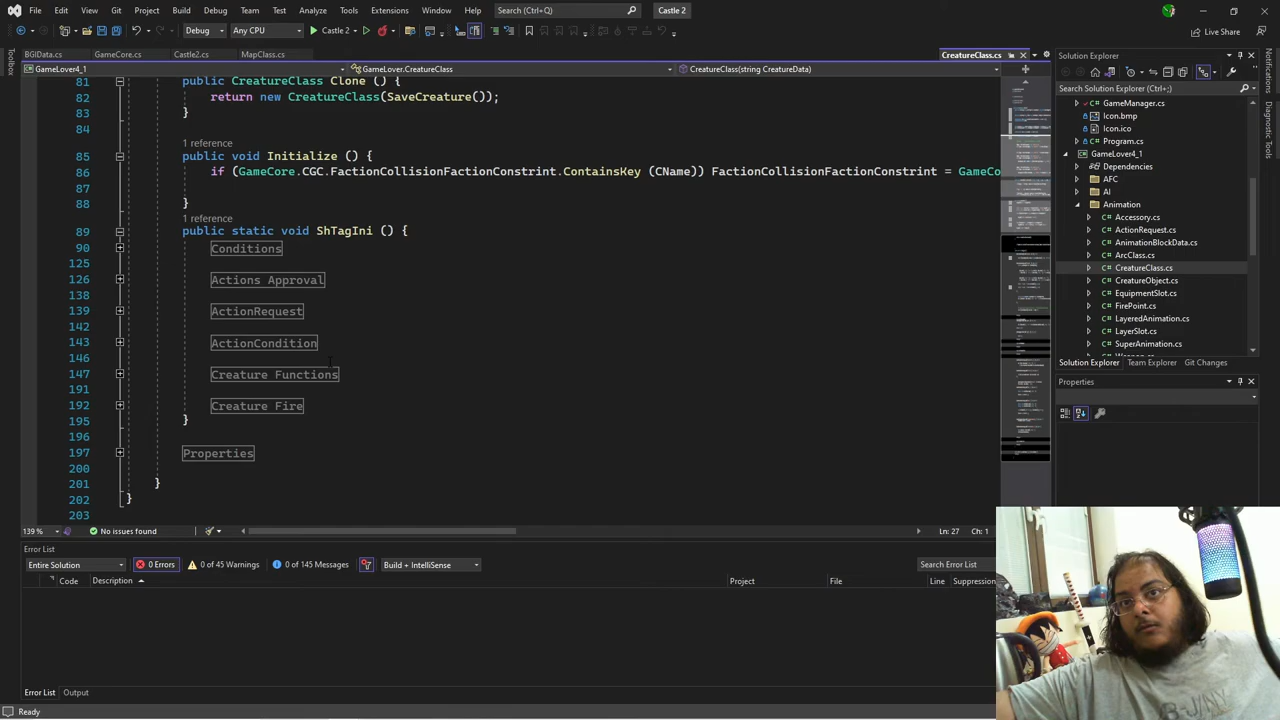 File Edit View Git Project Build Debug Test Analyze Tools Extensions Window Help Search (Ctrl+Q) Castle 2
Debug Any CPU Castle 2 Live Share
BGIData.cs GameCore.cs Castle2.cs MapClass.cs CreatureClass.cs
GameLover4_1 GameLover.CreatureClass CreatureClass(string CreatureData)
81 public CreatureClass Clone () {
82 return new CreatureClass(SaveCreature());
83 }
84
1 reference
85 public void Initialize () {
86
87
88 }
1 reference
89 public static void ShimgIni () {
90 Conditions
125
126 Actions Approval
138
139 ActionRequest
142
143 ActionCondition
146
147 Creature Functions
191
192 Creature Fire
195 }
196
197 Properties
200
201 }
202 }
203
139 % No issues found Ln: 27 Ch: 1
Error List
Entire Solution 0 Errors 0 of 45 Warnings 0 of 145 Messages Build + IntelliSense Search Error List
Code Description Project File Line Suppression
Error List Output
Ready
Toolbox
Solution Explorer
Search Solution Explorer (Ctrl+;)
GameManager.cs
Icon.bmp
Icon.ico
Program.cs
GameLover4_1
Dependencies
AFC
AI
Animation
Accessory.cs
ActionRequest.cs
AnimationBlockData.cs
ArcClass.cs
CreatureClass.cs
CreatureObject.cs
EquipmentSlot.cs
FirePoint.cs
LayeredAnimation.cs
LayerSlot.cs
SuperAnimation.cs
Solution Explorer Team Explorer Git Changes
Properties
Notifications
Diagnostic Tools
B-JANX